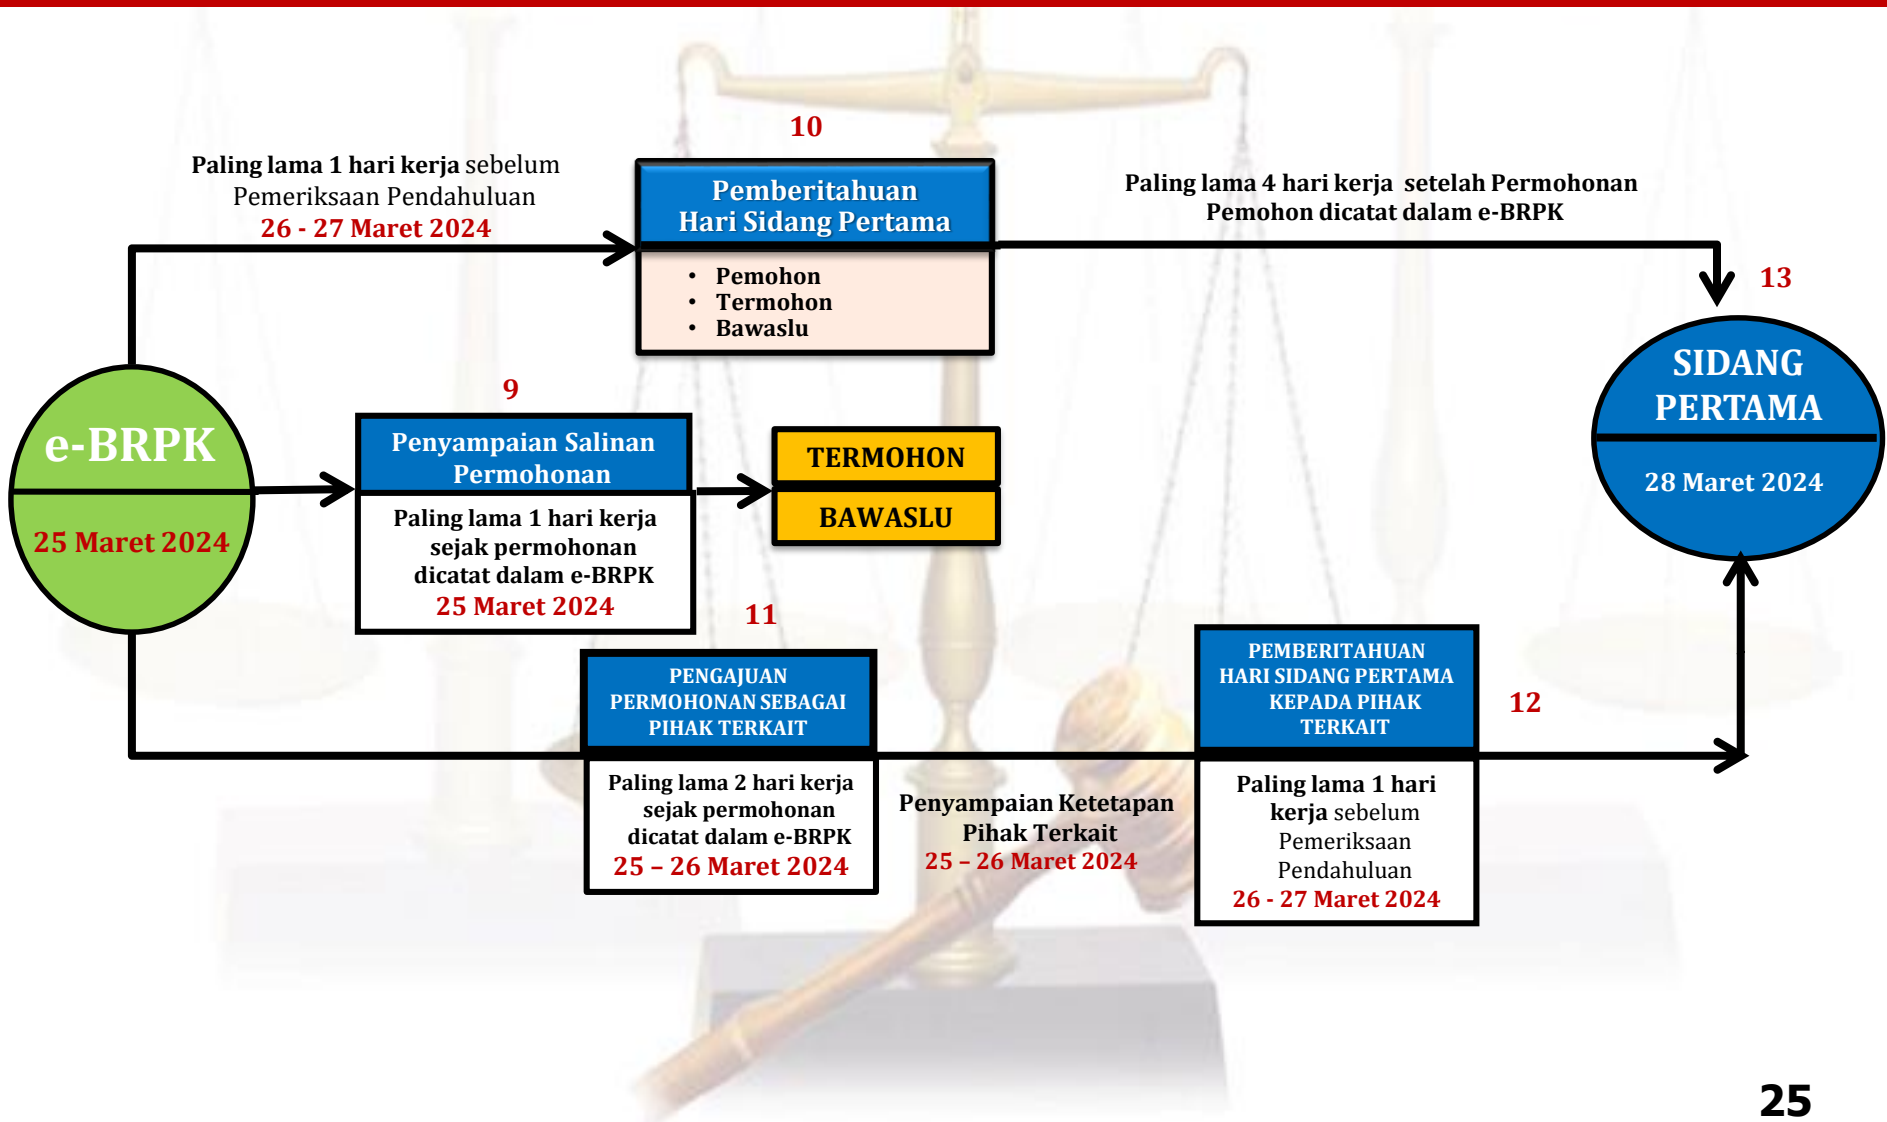 10
Paling lama 1 hari kerja sebelum
Pemeriksaan Pendahuluan
26 - 27 Maret 2024
Pemberitahuan
Hari Sidang Pertama
• Pemohon
• Termohon
• Bawaslu
Paling lama 4 hari kerja setelah Permohonan
Pemohon dicatat dalam e-BRPK
13
SIDANG
PERTAMA
28 Maret 2024
e-BRPK
25 Maret 2024
9
Penyampaian Salinan
Permohonan
Paling lama 1 hari kerja
sejak permohonan
dicatat dalam e-BRPK
25 Maret 2024
TERMOHON
BAWASLU
11
PENGAJUAN
PERMOHONAN SEBAGAI
PIHAK TERKAIT
Paling lama 2 hari kerja
sejak permohonan
dicatat dalam e-BRPK
25 – 26 Maret 2024
Penyampaian Ketetapan
Pihak Terkait
25 – 26 Maret 2024
PEMBERITAHUAN
HARI SIDANG PERTAMA
KEPADA PIHAK
TERKAIT
12
Paling lama 1 hari
kerja sebelum
Pemeriksaan
Pendahuluan
26 - 27 Maret 2024
25